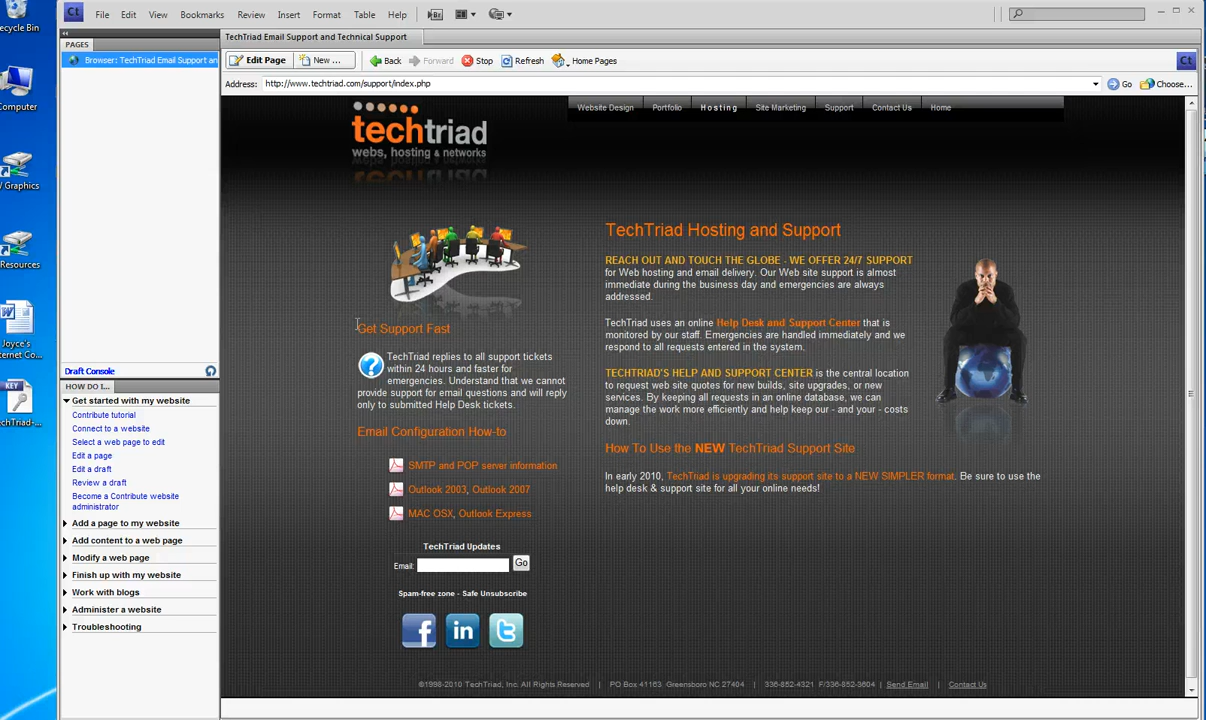 Recycle Bin
Computer
Graphics
Resources
Joyce's
KEY
Ct
File Edit View Bookmarks Review Insert Format Table Help
Br
PAGES
Browser: TechTriad Email Support an
Draft Console
HOW DO I...
Get started with my website
Contribute tutorial
Connect to a website
Select a web page to edit
Edit a page
Edit a draft
Review a draft
Become a Contribute website
administrator
Add a page to my website
Add content to a web page
Modify a web page
Finish up with my website
Work with blogs
Administer a website
Troubleshooting
TechTriad Email Support and Technical Support
Edit Page New ... Back Forward Stop Refresh Home Pages Ct
Address: http://www.techtriad.com/support/index.php Go Choose...
techtriad
webs, hosting & networks
Website Design Portfolio Hosting Site Marketing Support Contact Us Home
Get Support Fast
TechTriad replies to all support tickets
within 24 hours and faster for
emergencies. Understand that we cannot
provide support for email questions and will reply
only to submitted Help Desk tickets.
Email Configuration How-to
SMTP and POP server information
Outlook 2003, Outlook 2007
MAC OSX, Outlook Express
TechTriad Updates
Email: Go
Spam-free zone - Safe Unsubscribe
f in t
TechTriad Hosting and Support
REACH OUT AND TOUCH THE GLOBE - WE OFFER 24/7 SUPPORT
for Web hosting and email delivery. Our Web site support is almost
immediate during the business day and emergencies are always
addressed.
TechTriad uses an online Help Desk and Support Center that is
monitored by our staff. Emergencies are handled immediately and we
respond to all requests entered in the system.
TECHTRIAD'S HELP AND SUPPORT CENTER is the central location
to request web site quotes for new builds, site upgrades, or new
services. By keeping all requests in an online database, we can
manage the work more efficiently and help keep our - and your - costs
down.
How To Use the NEW TechTriad Support Site
In early 2010, TechTriad is upgrading its support site to a NEW SIMPLER format. Be sure to use the
help desk & support site for all your online needs!
©1998-2010 TechTriad, Inc. All Rights Reserved | PO Box 41163 Greensboro NC 27404 | 336-852-4321 F/336-852-3604 | Send Email | Contact Us